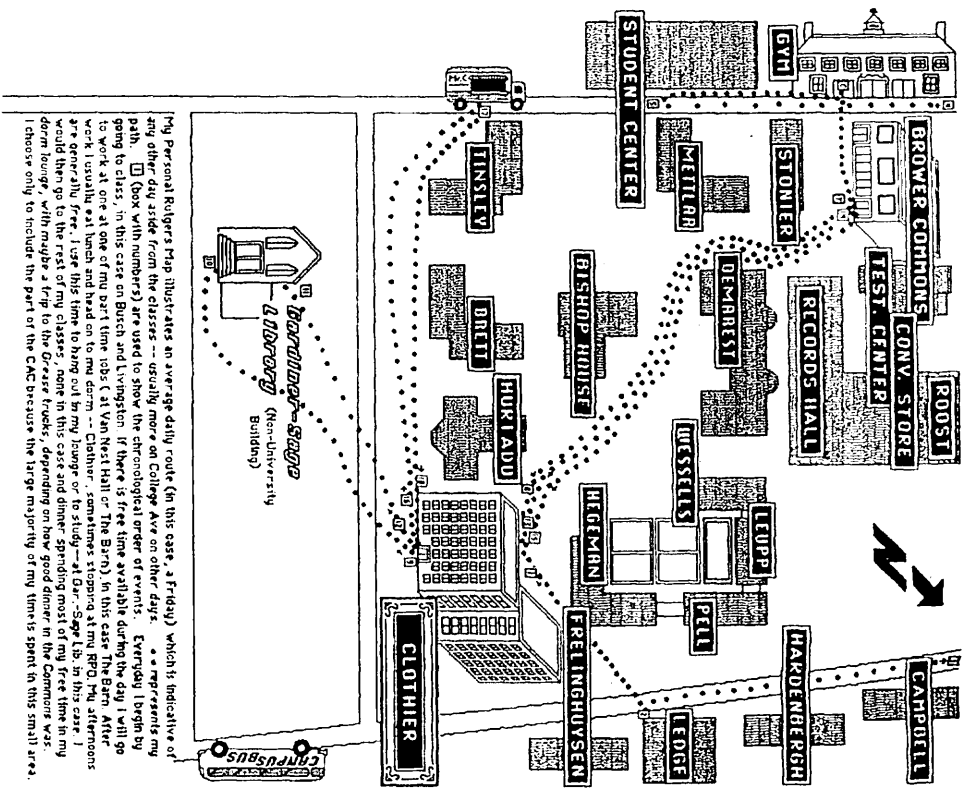 BROWER COMMONS
ROOST
CONV. STORE
TEST. CENTER
RECORDS HALL
GYM
STUDENT CENTER
STONIER
METTLAR
DEMAREST
BISHOP HOUSE
TINSLEY
BRETT
HURTADO
WESSELLS
LEUPP
HEGEMAN
PELL
FRELINGHUYSEN
LEDGE
HARDENBERGH
CAMPBELL
CLOTHIER
CAMPUSBUS
Mr. C
N
Gardner-Sage
Library (Non-University
Building)
My Personal Rutgers Map illustrates an average daily route (in this case, a Friday) which is indicative of
any other day aside from the classes -- usually more on College Ave on other days. •• represents my
path. (box with numbers) are used to show the chronological order of events. Everyday I begin by
going to class, in this case on Busch and Livingston. If there is free time available during the day I will go
to work at one at one of my part time jobs ( at Van Nest Hall or The Barn), in this case The Barn. After
work I usually eat lunch and head on to my dorm -- Clothier, sometimes stopping at my RPO. My afternoons
are generally free. I use this time to hang out in my lounge or to study--at Gar.-Sage Lib. in this case. I
would then go to the rest of my classes, none in this case and dinner, spending most of my free time in my
dorm lounge, with maybe a trip to the Grease trucks, depending on how good dinner in the Commons was.
I choose only to include the part of the CAC because the large majority of my time is spent in this small area.